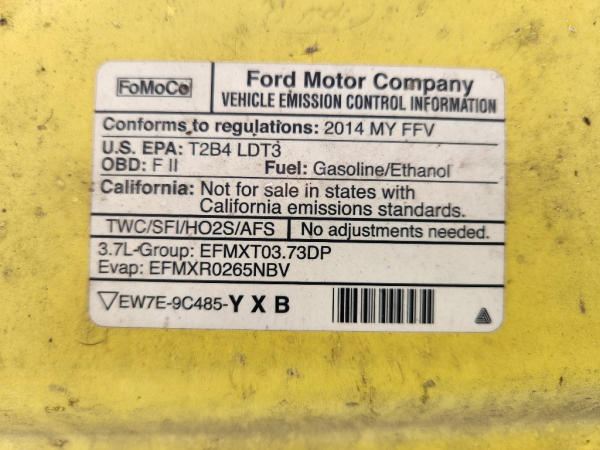 FoMoCo
Ford Motor Company
VEHICLE EMISSION CONTROL INFORMATION
Conforms to regulations: 2014 MY FFV
U.S. EPA: T2B4 LDT3
OBD: F II Fuel: Gasoline/Ethanol
California: Not for sale in states with
California emissions standards.
TWC/SFI/HO2S/AFS No adjustments needed.
3.7L-Group: EFMXT03.73DP
Evap: EFMXR0265NBV
▽EW7E-9C485-Y X B